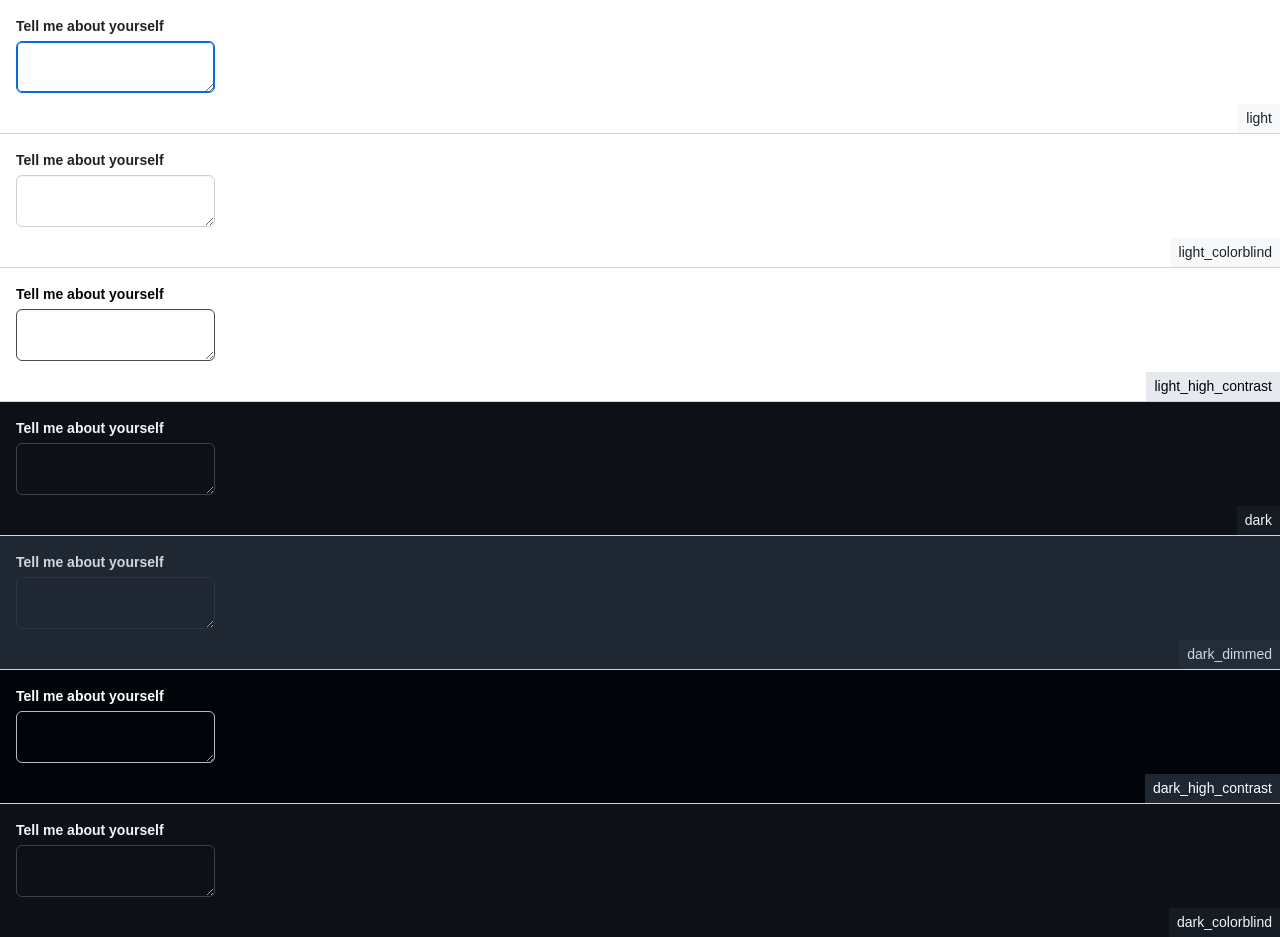 Tell me about yourself
light
Tell me about yourself
light_colorblind
Tell me about yourself
light_high_contrast
Tell me about yourself
dark
Tell me about yourself
dark_dimmed
Tell me about yourself
dark_high_contrast
Tell me about yourself
dark_colorblind